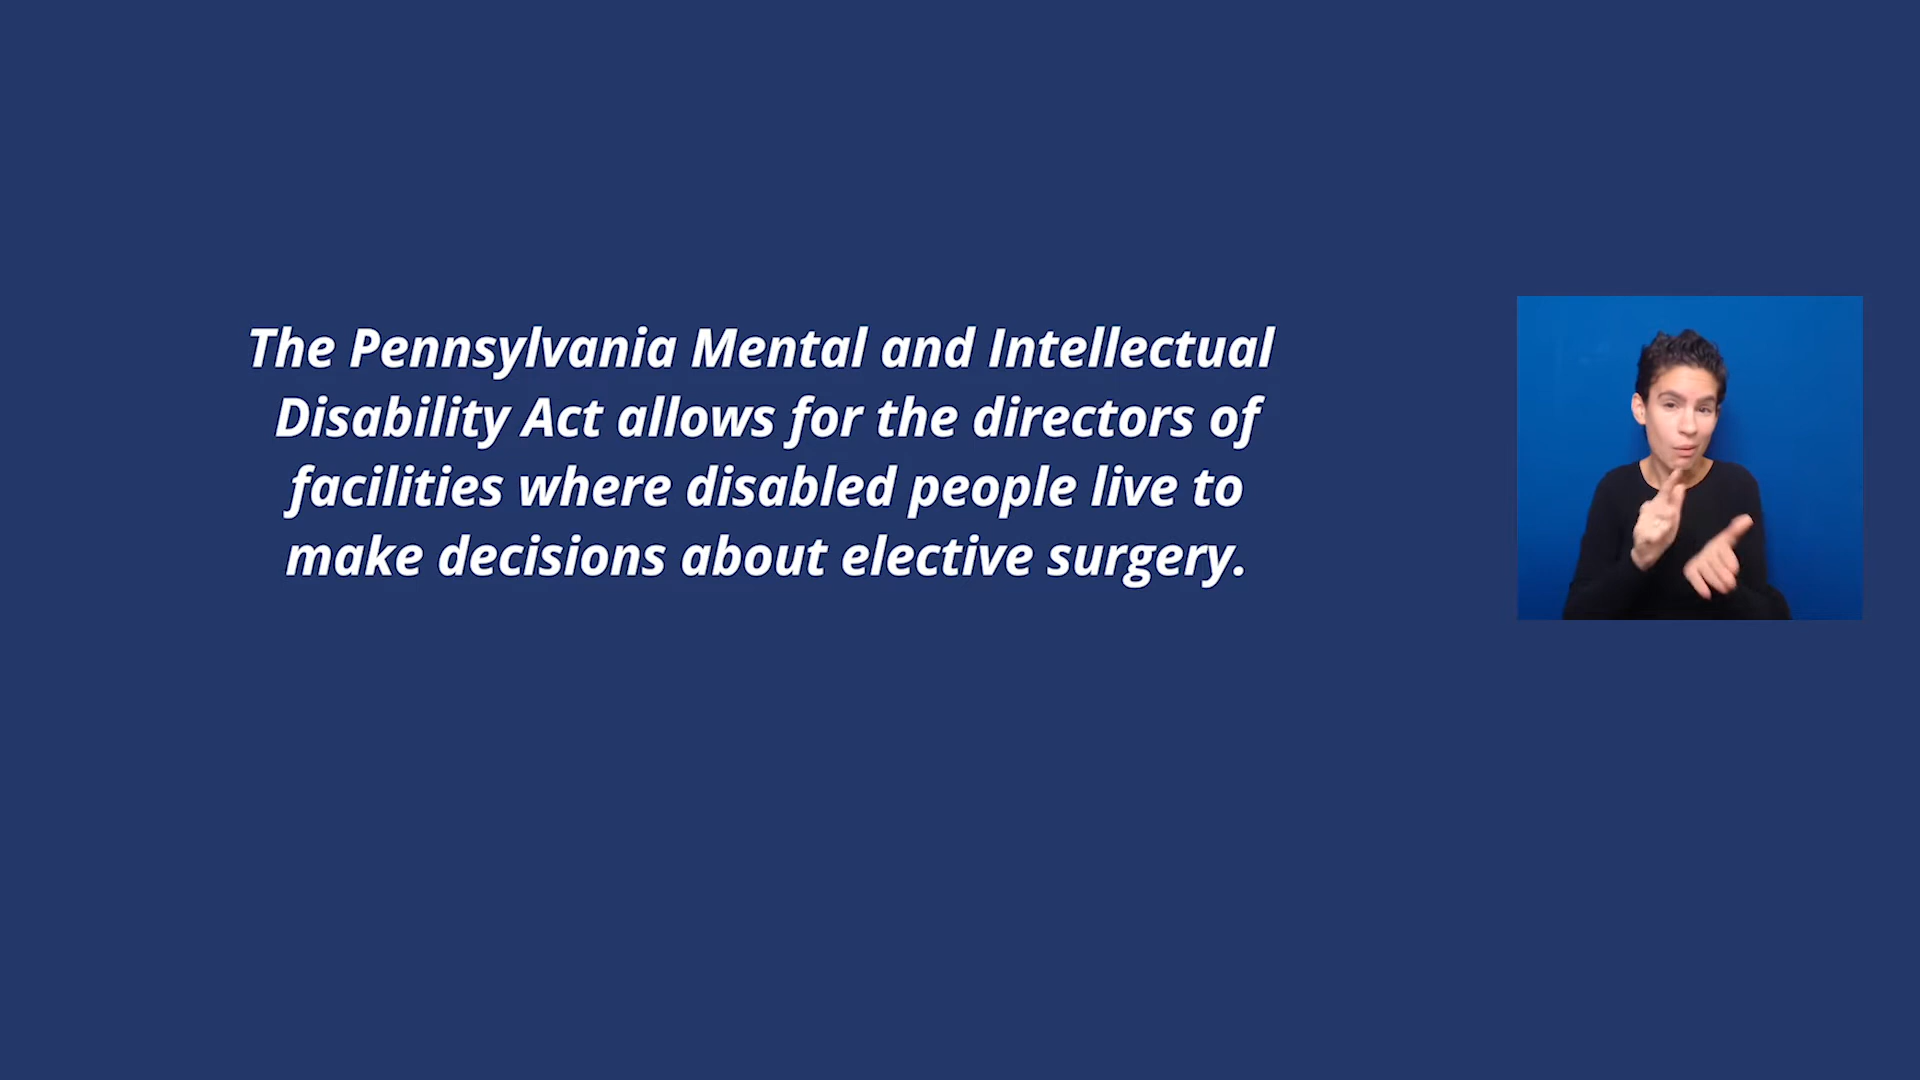 The Pennsylvania Mental and Intellectual
Disability Act allows for the directors of
facilities where disabled people live to
make decisions about elective surgery.